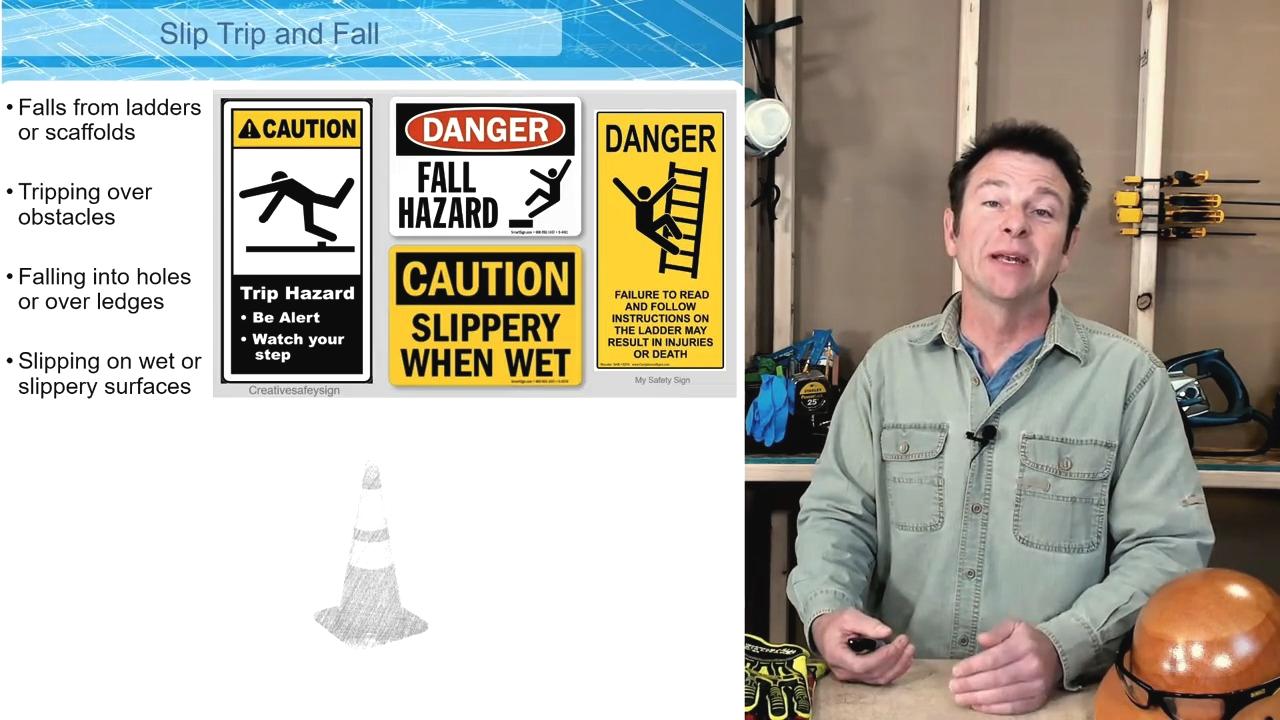 Slip Trip and Fall
• Falls from ladders
or scaffolds
• Tripping over
obstacles
• Falling into holes
or over ledges
• Slipping on wet or
slippery surfaces
CAUTION
Trip Hazard
• Be Alert
• Watch your
step
Creativesafeysign
DANGER
FALL
HAZARD
CAUTION
SLIPPERY
WHEN WET
DANGER
FAILURE TO READ
AND FOLLOW
INSTRUCTIONS ON
THE LADDER MAY
RESULT IN INJURIES
OR DEATH
My Safety Sign
STANLEY
25